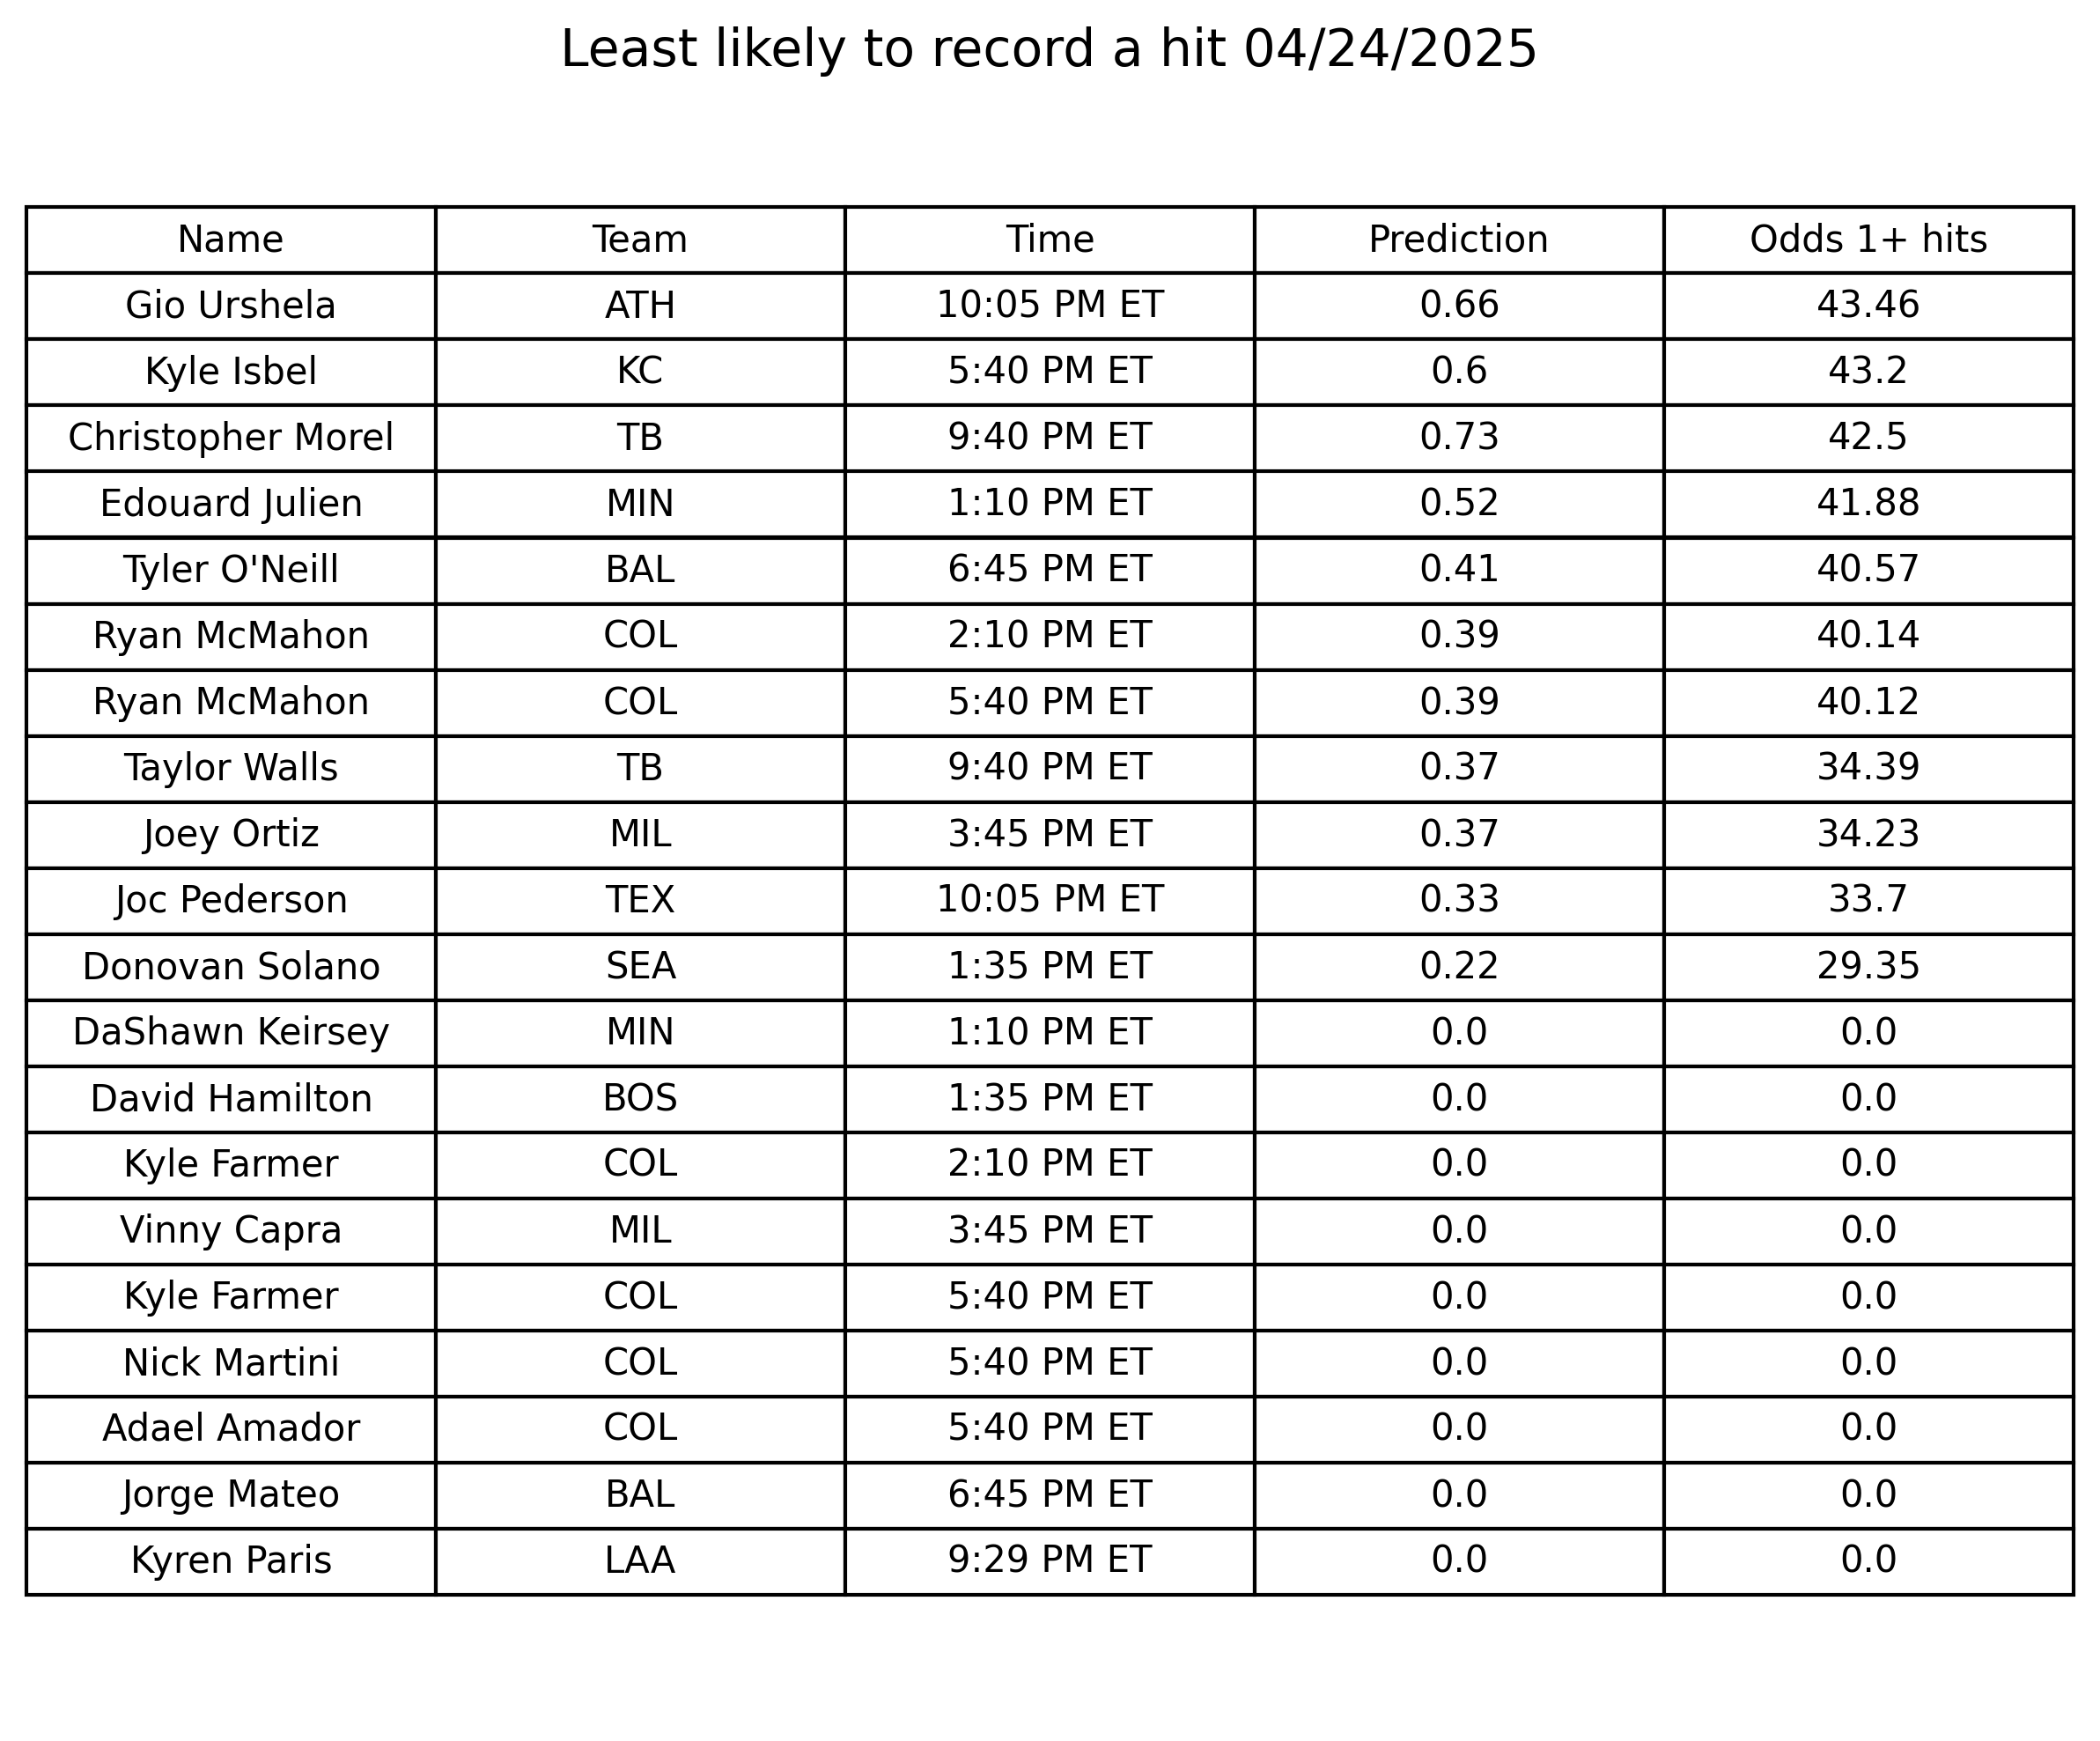 Least likely to record a hit 04/24/2025
Name Team Time Prediction Odds 1+ hits
Gio Urshela ATH 10:05 PM ET 0.66 43.46
Kyle Isbel KC 5:40 PM ET 0.6 43.2
Christopher Morel TB 9:40 PM ET 0.73 42.5
Edouard Julien MIN 1:10 PM ET 0.52 41.88
Tyler O'Neill BAL 6:45 PM ET 0.41 40.57
Ryan McMahon COL 2:10 PM ET 0.39 40.14
Ryan McMahon COL 5:40 PM ET 0.39 40.12
Taylor Walls TB 9:40 PM ET 0.37 34.39
Joey Ortiz MIL 3:45 PM ET 0.37 34.23
Joc Pederson TEX 10:05 PM ET 0.33 33.7
Donovan Solano SEA 1:35 PM ET 0.22 29.35
DaShawn Keirsey MIN 1:10 PM ET 0.0 0.0
David Hamilton BOS 1:35 PM ET 0.0 0.0
Kyle Farmer COL 2:10 PM ET 0.0 0.0
Vinny Capra MIL 3:45 PM ET 0.0 0.0
Kyle Farmer COL 5:40 PM ET 0.0 0.0
Nick Martini COL 5:40 PM ET 0.0 0.0
Adael Amador COL 5:40 PM ET 0.0 0.0
Jorge Mateo BAL 6:45 PM ET 0.0 0.0
Kyren Paris LAA 9:29 PM ET 0.0 0.0